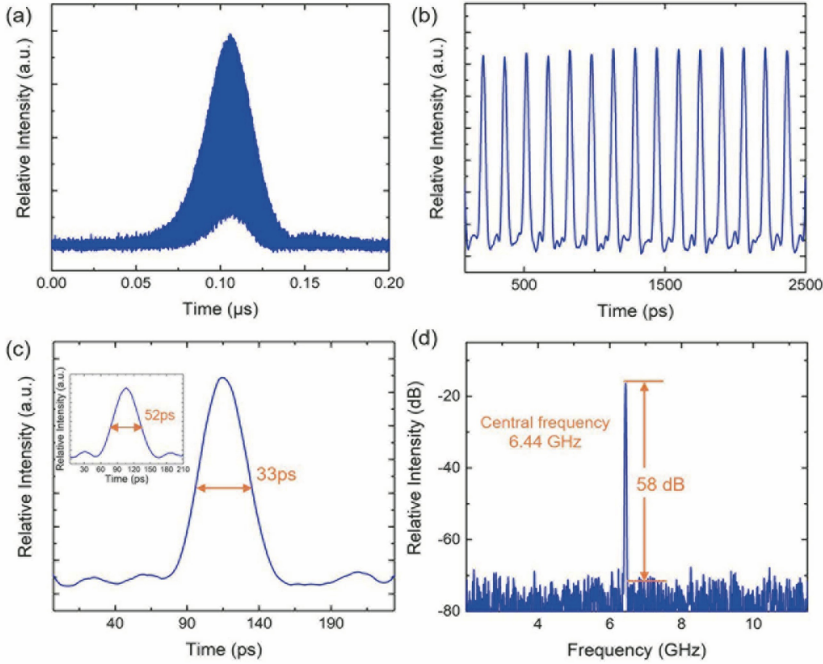 (a)
Relative Intensity (a.u.)
0.00 0.05 0.10 0.15 0.20
Time (μs)
(b)
Relative Intensity (a.u.)
500 1500 2500
Time (ps)
(c)
Relative Intensity (a.u.)
Relative Intensity (a.u.)
52ps
30 60 90 120 150 180 210
Time (ps)
33ps
40 90 140 190
Time (ps)
(d)
Relative Intensity (dB)
-20
-40
-60
-80
Central frequency
6.44 GHz
58 dB
2 4 6 8 10
Frequency (GHz)